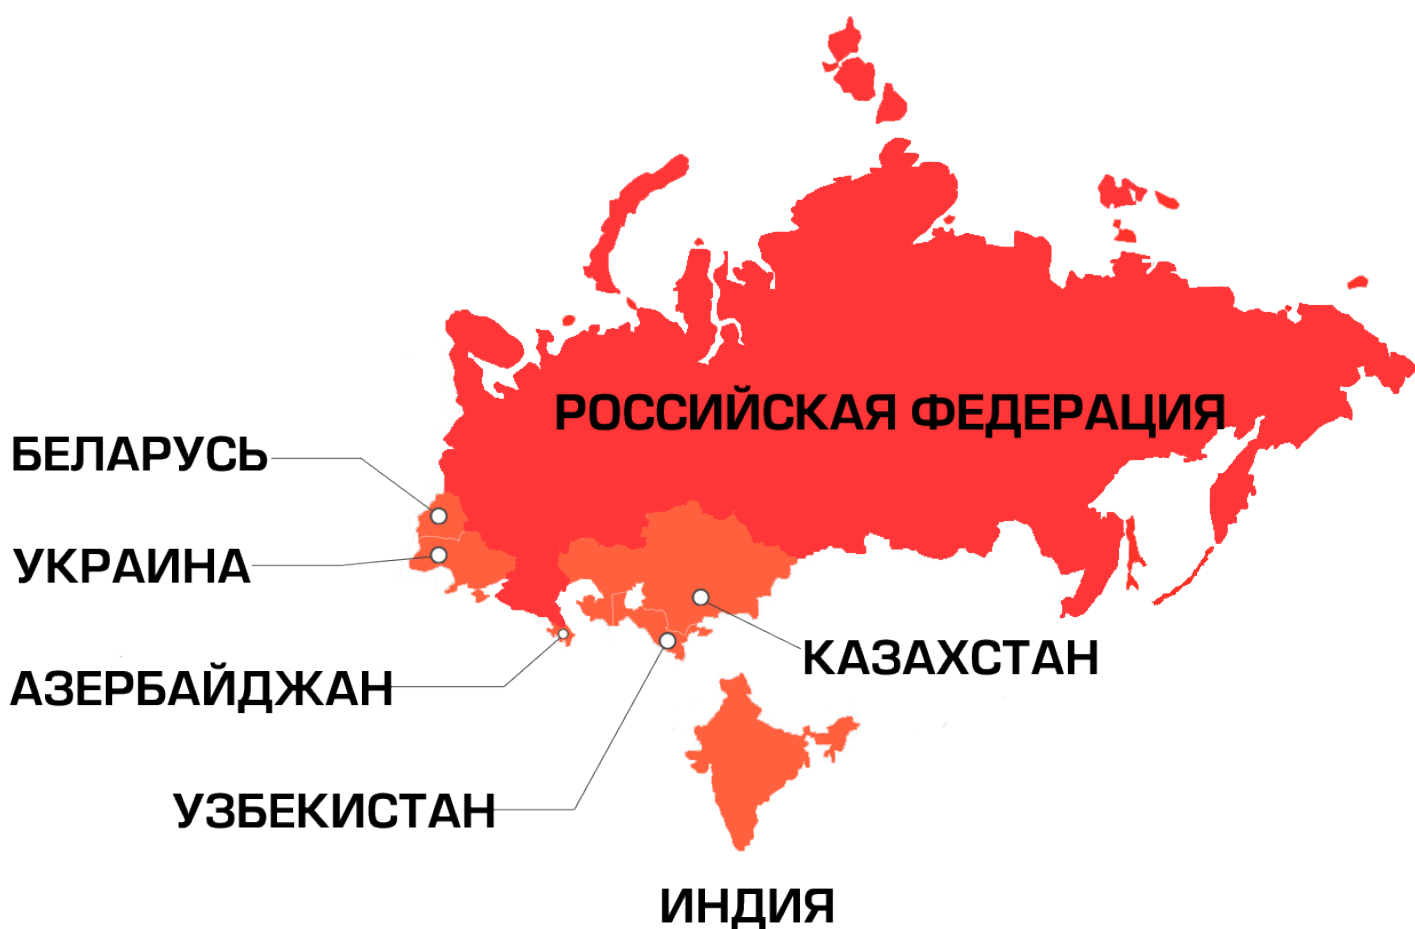 РОССИЙСКАЯ ФЕДЕРАЦИЯ
БЕЛАРУСЬ
УКРАИНА
КАЗАХСТАН
АЗЕРБАЙДЖАН
УЗБЕКИСТАН
ИНДИЯ